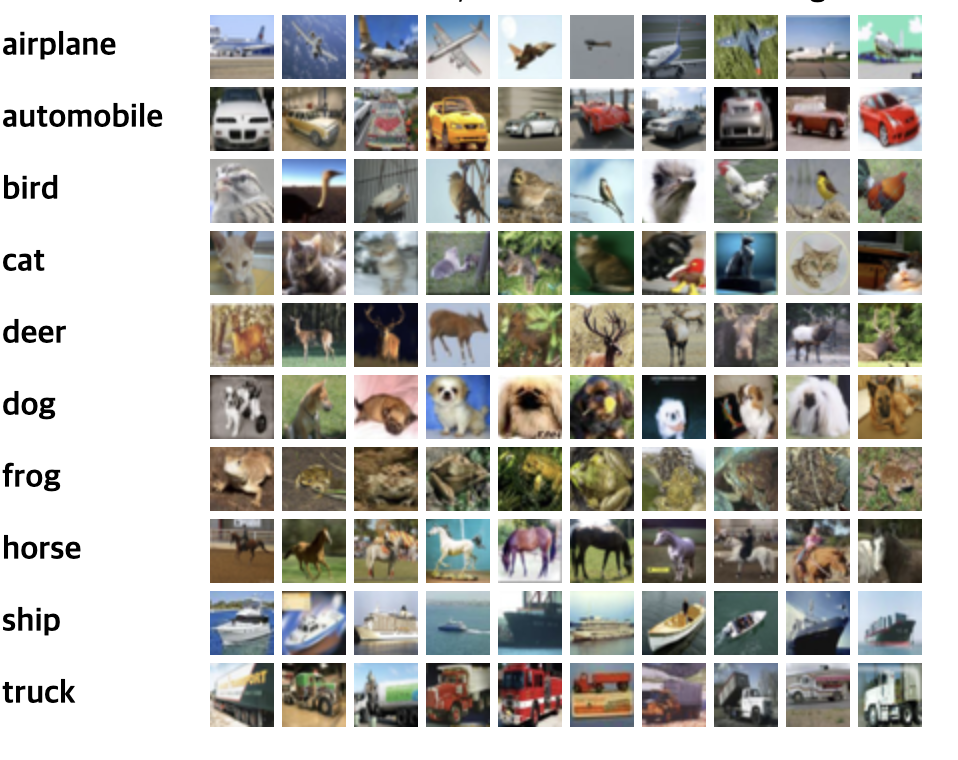 airplane
automobile
bird
cat
deer
dog
frog
horse
ship
truck